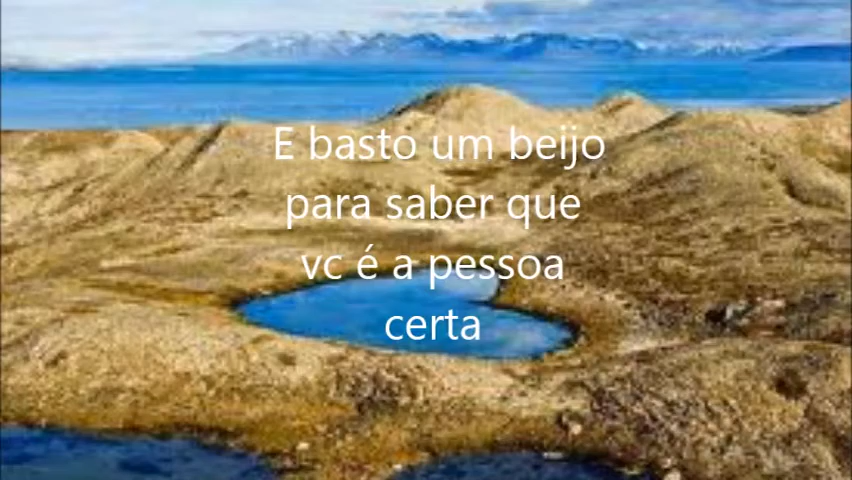 E basto um beijo
para saber que
vc é a pessoa
certa